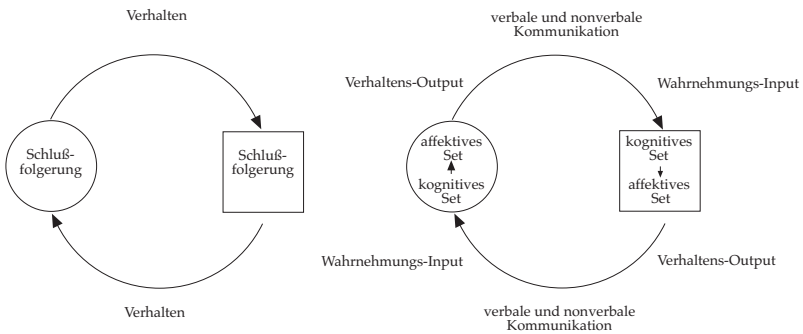 Verhalten
Schluß-
folgerung
Schluß-
folgerung
Verhalten
verbale und nonverbale
Kommunikation
Verhaltens-Output
Wahrnehmungs-Input
affektives
Set
kognitives
Set
kognitives
Set
affektives
Set
Wahrnehmungs-Input
Verhaltens-Output
verbale und nonverbale
Kommunikation